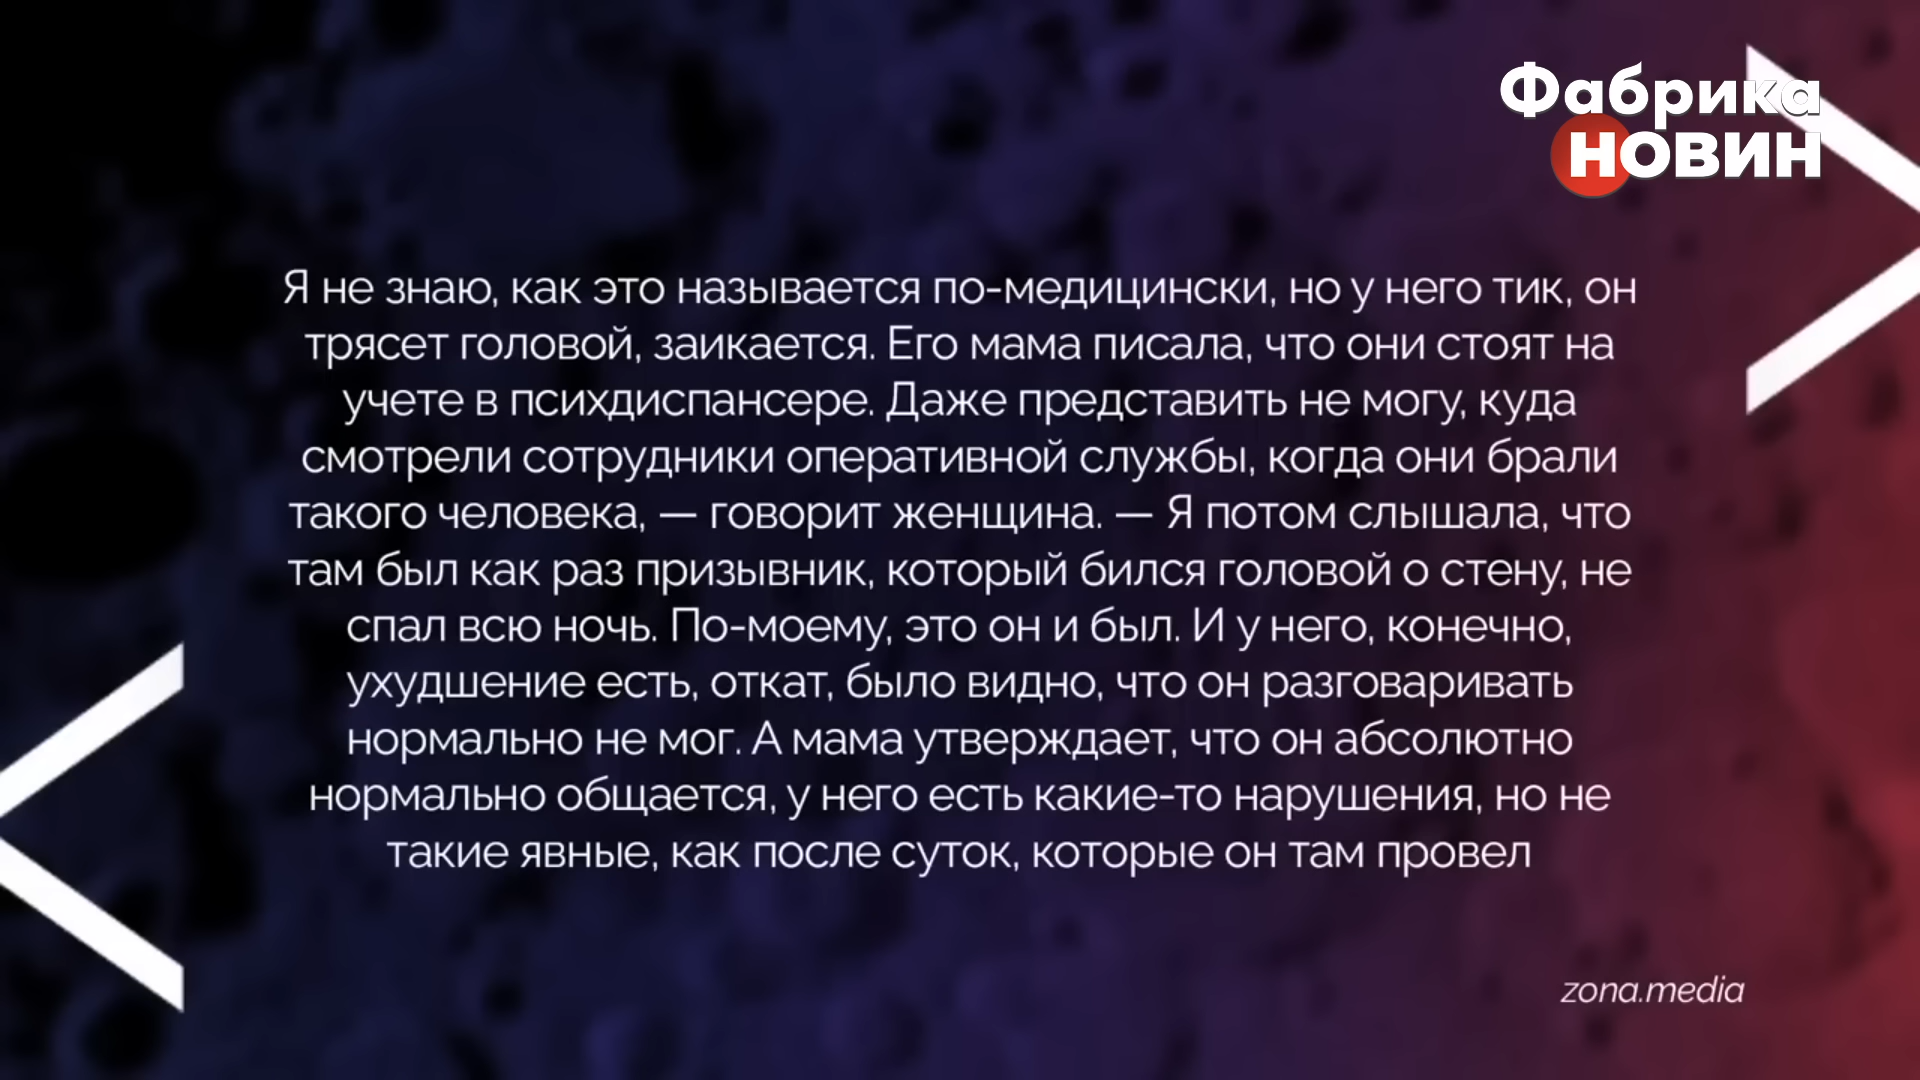 Фабрика
НОВИН
Я не знаю, как это называется по-медицински, но у него тик, он
трясет головой, заикается. Его мама писала, что они стоят на
учете в психдиспансере. Даже представить не могу, куда
смотрели сотрудники оперативной службы, когда они брали
такого человека, — говорит женщина. — Я потом слышала, что
там был как раз призывник, который бился головой о стену, не
спал всю ночь. По-моему, это он и был. И у него, конечно,
ухудшение есть, откат, было видно, что он разговаривать
нормально не мог. А мама утверждает, что он абсолютно
нормально общается, у него есть какие-то нарушения, но не
такие явные, как после суток, которые он там провел
zona.media